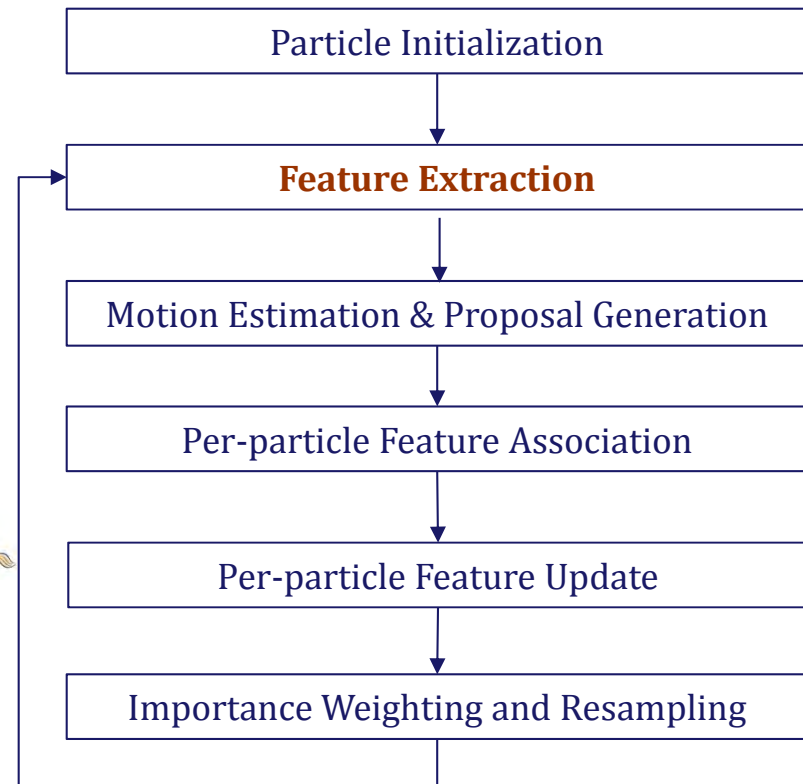 Particle Initialization
Feature Extraction
Motion Estimation & Proposal Generation
Per-particle Feature Association
Per-particle Feature Update
Importance Weighting and Resampling